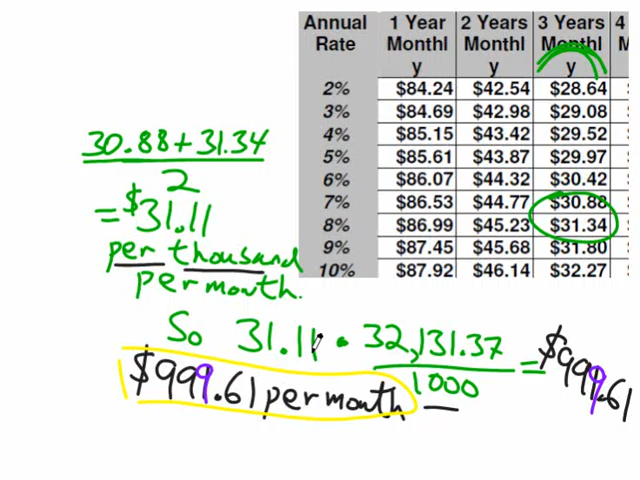 Annual Rate 1 Year Monthly 2 Years Monthly 3 Years Monthly 4
2% $84.24 $42.54 $28.64
3% $84.69 $42.98 $29.08
4% $85.15 $43.42 $29.52
5% $85.61 $43.87 $29.97
6% $86.07 $44.32 $30.42
7% $86.53 $44.77 $30.88
8% $86.99 $45.23 $31.34
9% $87.45 $45.68 $31.80
10% $87.92 $46.14 $32.27
30.88+31.34
2
=$31.11
per thousand
per month.
So 31.11 • 32,131.37
1000
=$999.61
$999.61 per month